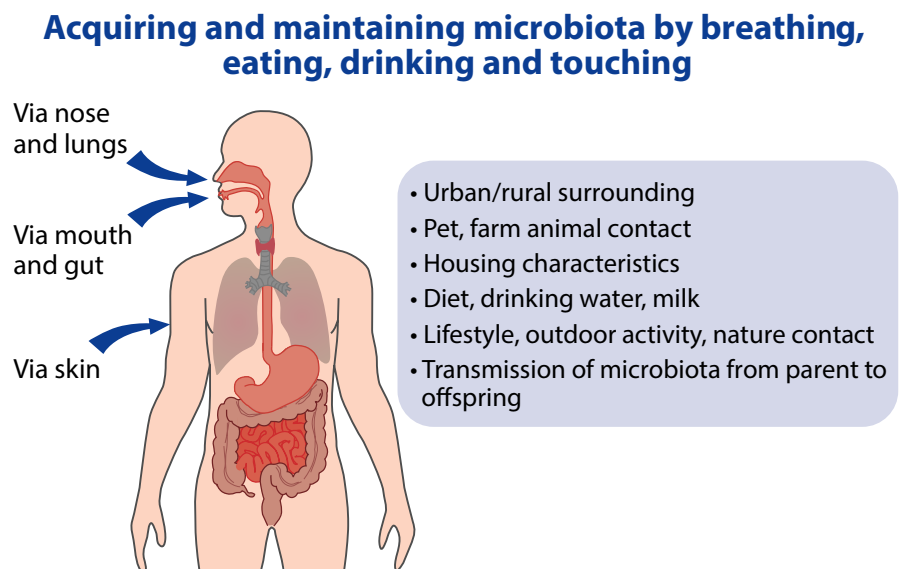 Acquiring and maintaining microbiota by breathing,
eating, drinking and touching
Via nose
and lungs
Via mouth
and gut
Via skin
• Urban/rural surrounding
• Pet, farm animal contact
• Housing characteristics
• Diet, drinking water, milk
• Lifestyle, outdoor activity, nature contact
• Transmission of microbiota from parent to
offspring